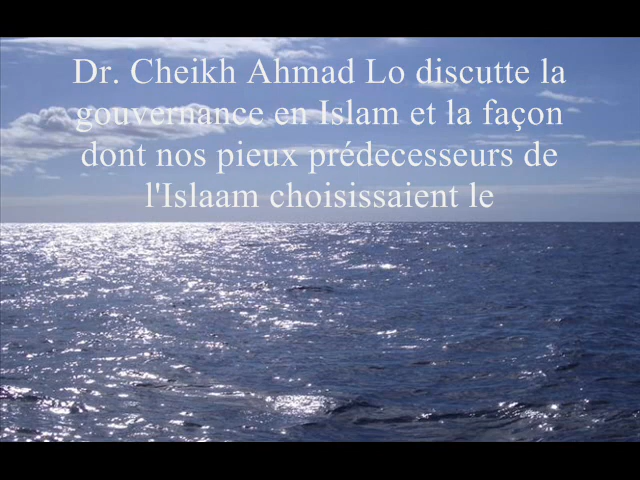 Dr. Cheikh Ahmad Lo discutte la
gouvernance en Islam et la façon
dont nos pieux prédecesseurs de
l'Islaam choisissaient le